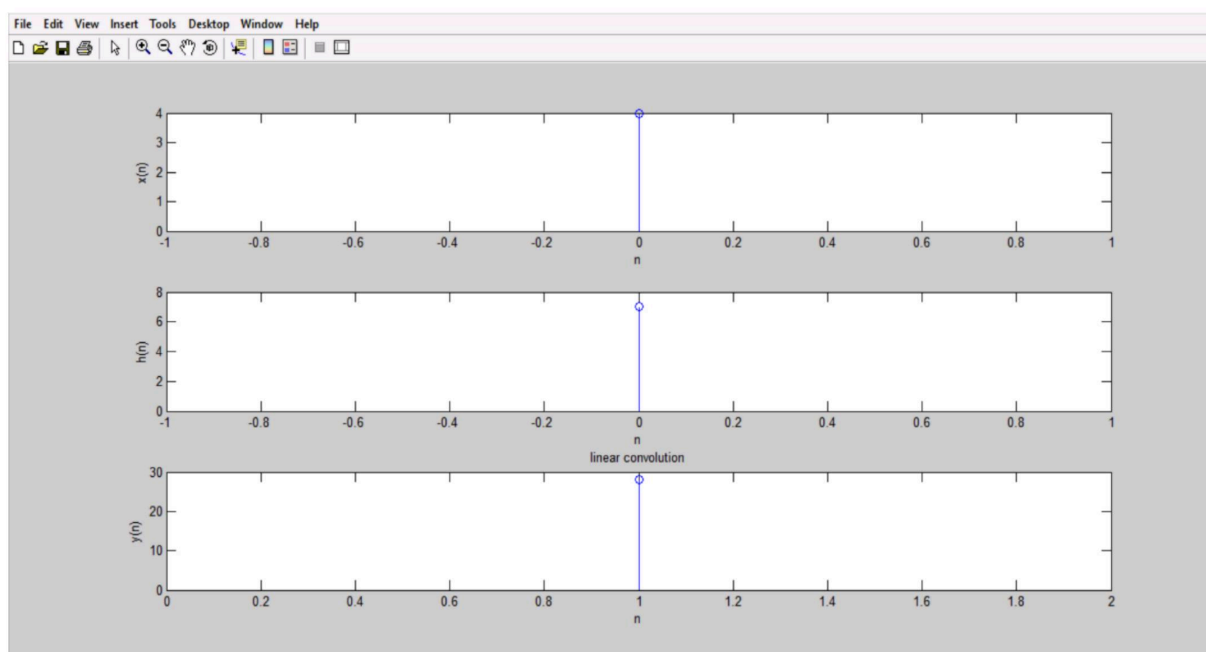 File Edit View Insert Tools Desktop Window Help
4
3
2
1
0
x(n)
-1 -0.8 -0.6 -0.4 -0.2 0 0.2 0.4 0.6 0.8 1
n
8
6
4
2
0
h(n)
-1 -0.8 -0.6 -0.4 -0.2 0 0.2 0.4 0.6 0.8 1
n
linear convolution
30
20
10
0
y(n)
0 0.2 0.4 0.6 0.8 1 1.2 1.4 1.6 1.8 2
n